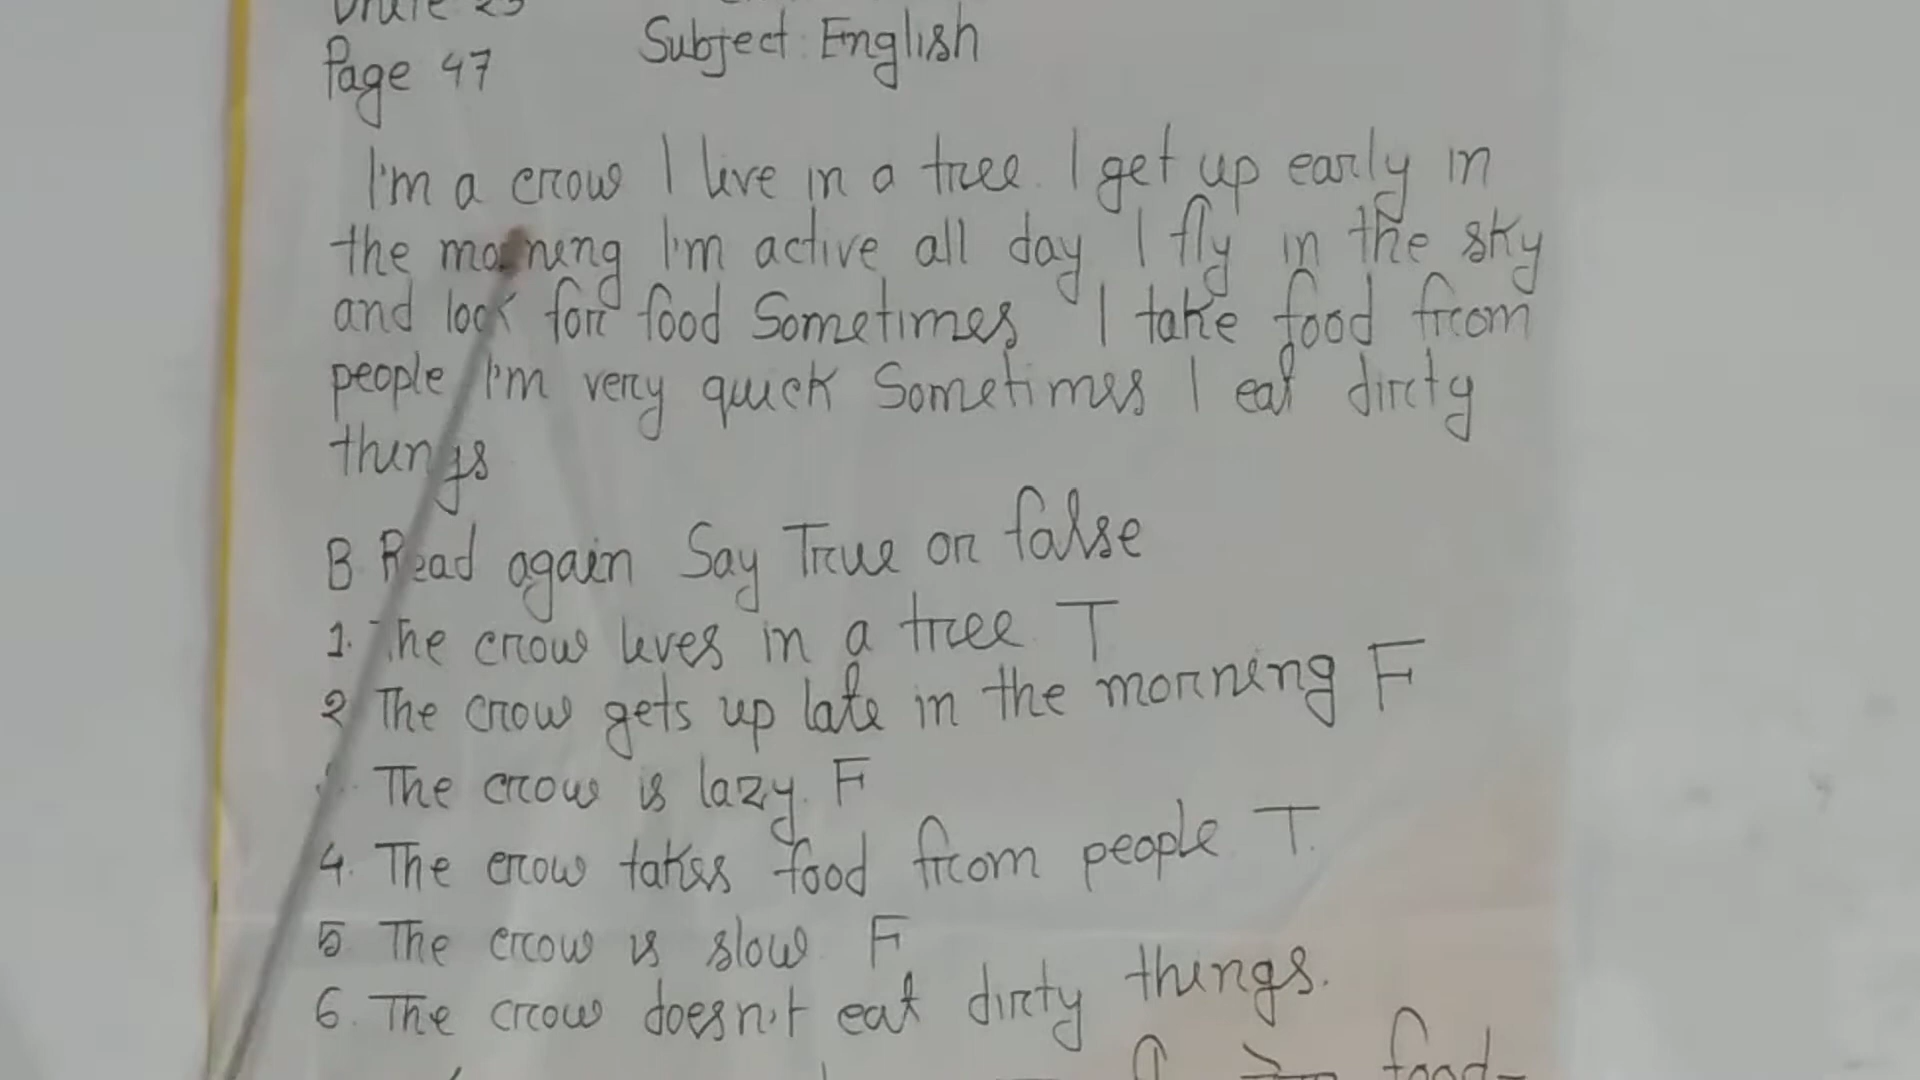 Page 47
Subject: English
I'm a crow I live in a tree. I get up early in
the morning I'm active all day I fly in the sky
and look for food Sometimes I take food from
people I'm very quick Sometimes I eat dirty
things
B Read again Say True or false
1. The crow lives in a tree T
2 The crow gets up late in the morning F
The crow is lazy. F
4. The crow takes food from people T.
5 The crow is slow F
6. The crow doesn't eat dirty things.
food-